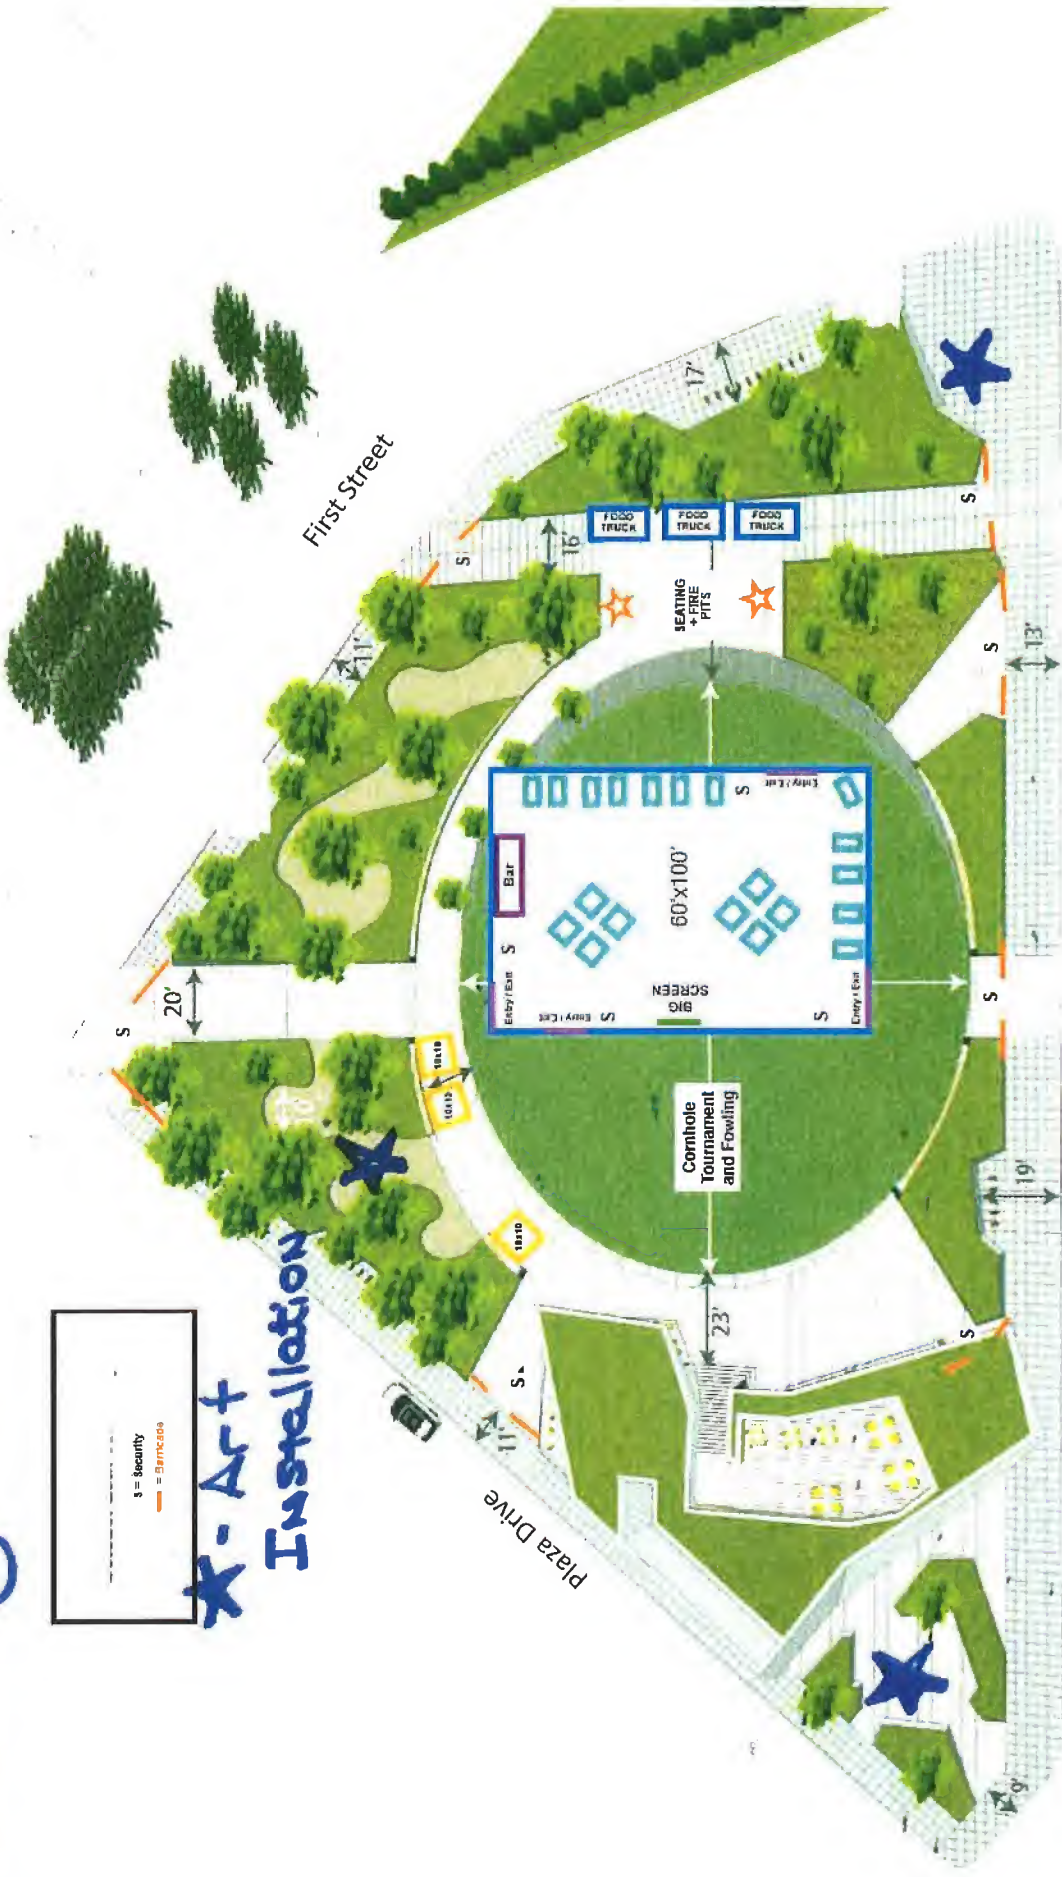 S = Security
= Barricade
- Art
Installation
First Street
Plaza Drive
17'
16'
11'
20'
11'
23'
13'
19'
9'
FOOD
TRUCK
FOOD
TRUCK
FOOD
TRUCK
SEATING
+ FIRE
PITS
Bar
60'x100'
BIG
SCREEN
Entry / Exit
Entry / Exit
Entry / Exit
Entry / Exit
10x10
10x10
10x10
Cornhole
Tournament
and Fowling
S
S
S
S
S
S
S
S
S
S
S